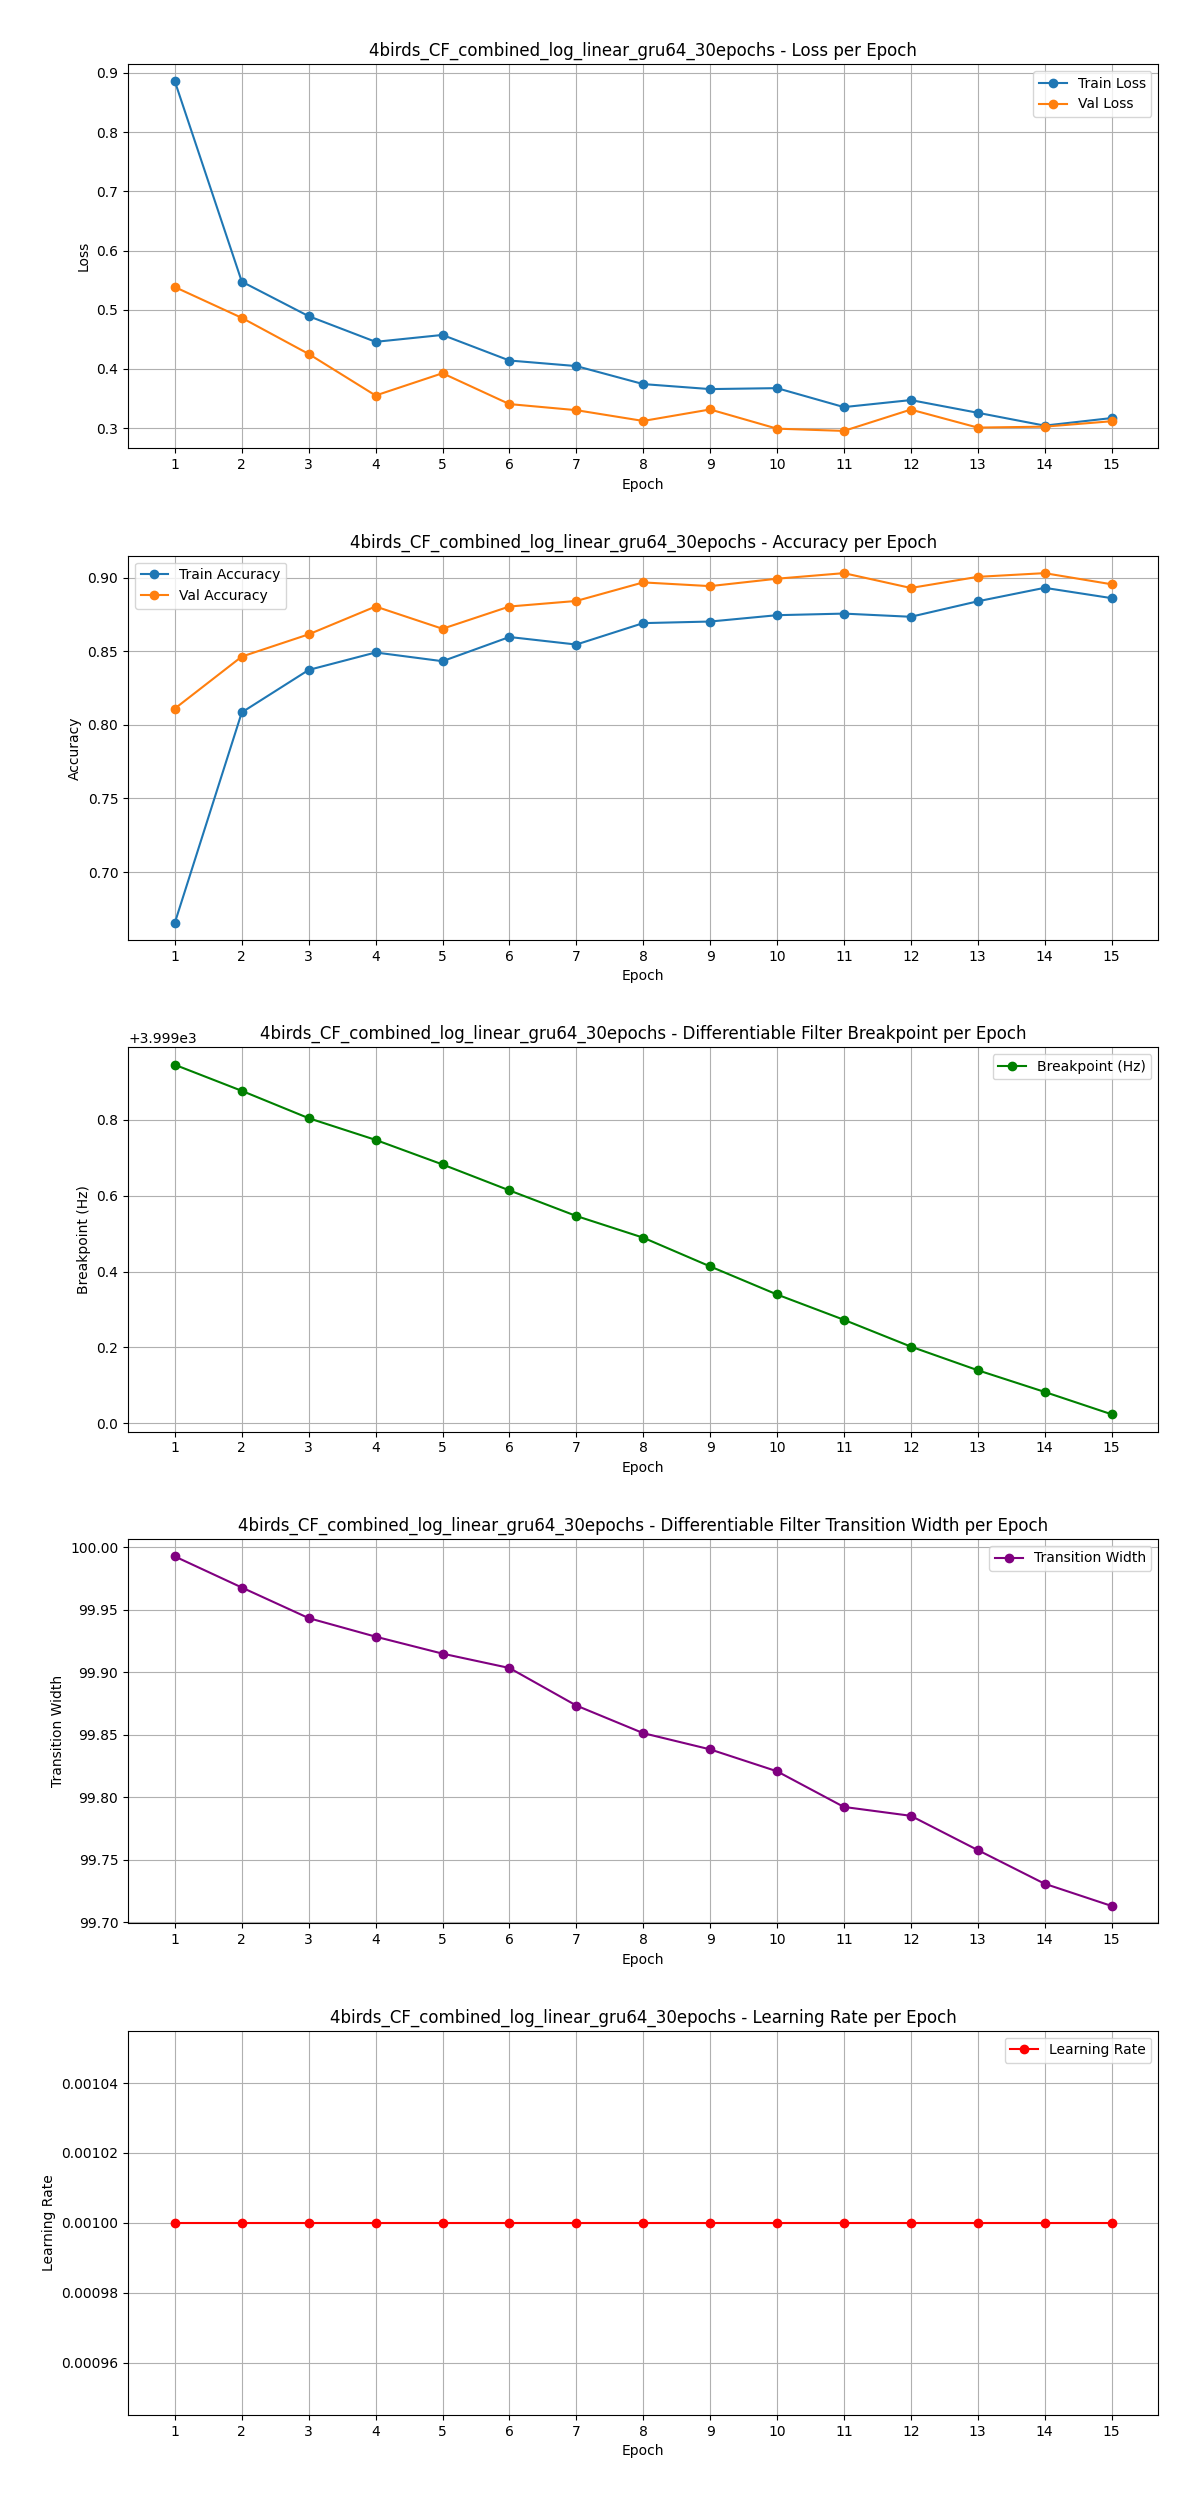 4birds_CF_combined_log_linear_gru64_30epochs - Loss per Epoch
0.9
0.8
0.7
0.6
0.5
0.4
0.3
Loss
Train Loss
Val Loss
1 2 3 4 5 6 7 8 9 10 11 12 13 14 15
Epoch
4birds_CF_combined_log_linear_gru64_30epochs - Accuracy per Epoch
Train Accuracy
Val Accuracy
0.90
0.85
0.80
0.75
0.70
Accuracy
1 2 3 4 5 6 7 8 9 10 11 12 13 14 15
Epoch
4birds_CF_combined_log_linear_gru64_30epochs - Differentiable Filter Breakpoint per Epoch
+3.999e3
Breakpoint (Hz)
0.8
0.6
0.4
0.2
0.0
Breakpoint (Hz)
1 2 3 4 5 6 7 8 9 10 11 12 13 14 15
Epoch
4birds_CF_combined_log_linear_gru64_30epochs - Differentiable Filter Transition Width per Epoch
Transition Width
100.00
99.95
99.90
99.85
99.80
99.75
99.70
Transition Width
1 2 3 4 5 6 7 8 9 10 11 12 13 14 15
Epoch
4birds_CF_combined_log_linear_gru64_30epochs - Learning Rate per Epoch
Learning Rate
0.00104
0.00102
0.00100
0.00098
0.00096
Learning Rate
1 2 3 4 5 6 7 8 9 10 11 12 13 14 15
Epoch